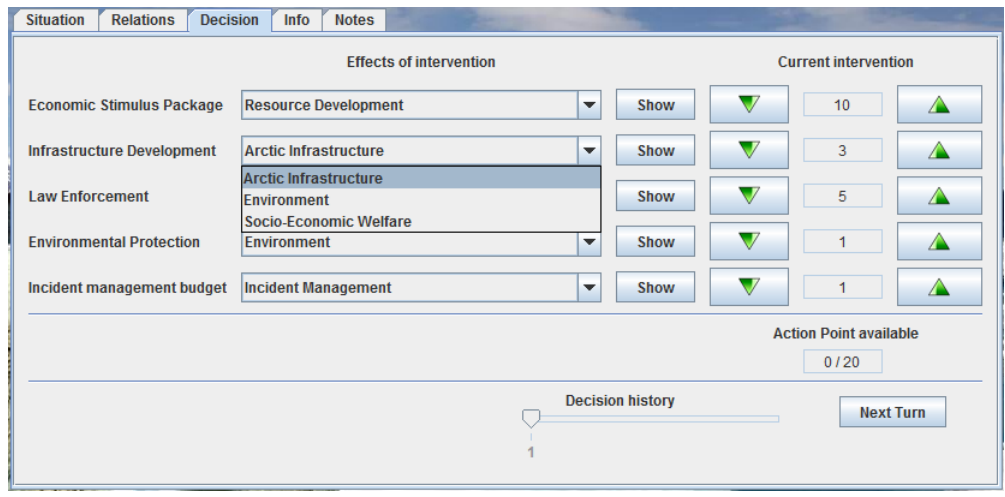 Situation Relations Decision Info Notes
Effects of intervention Current intervention
Economic Stimulus Package Resource Development Show 10
Infrastructure Development Arctic Infrastructure Show 3
Arctic Infrastructure
Law Enforcement Environment Show 5
Socio-Economic Welfare
Environmental Protection Environment Show 1
Incident management budget Incident Management Show 1
Action Point available
0 / 20
Decision history
Next Turn
1